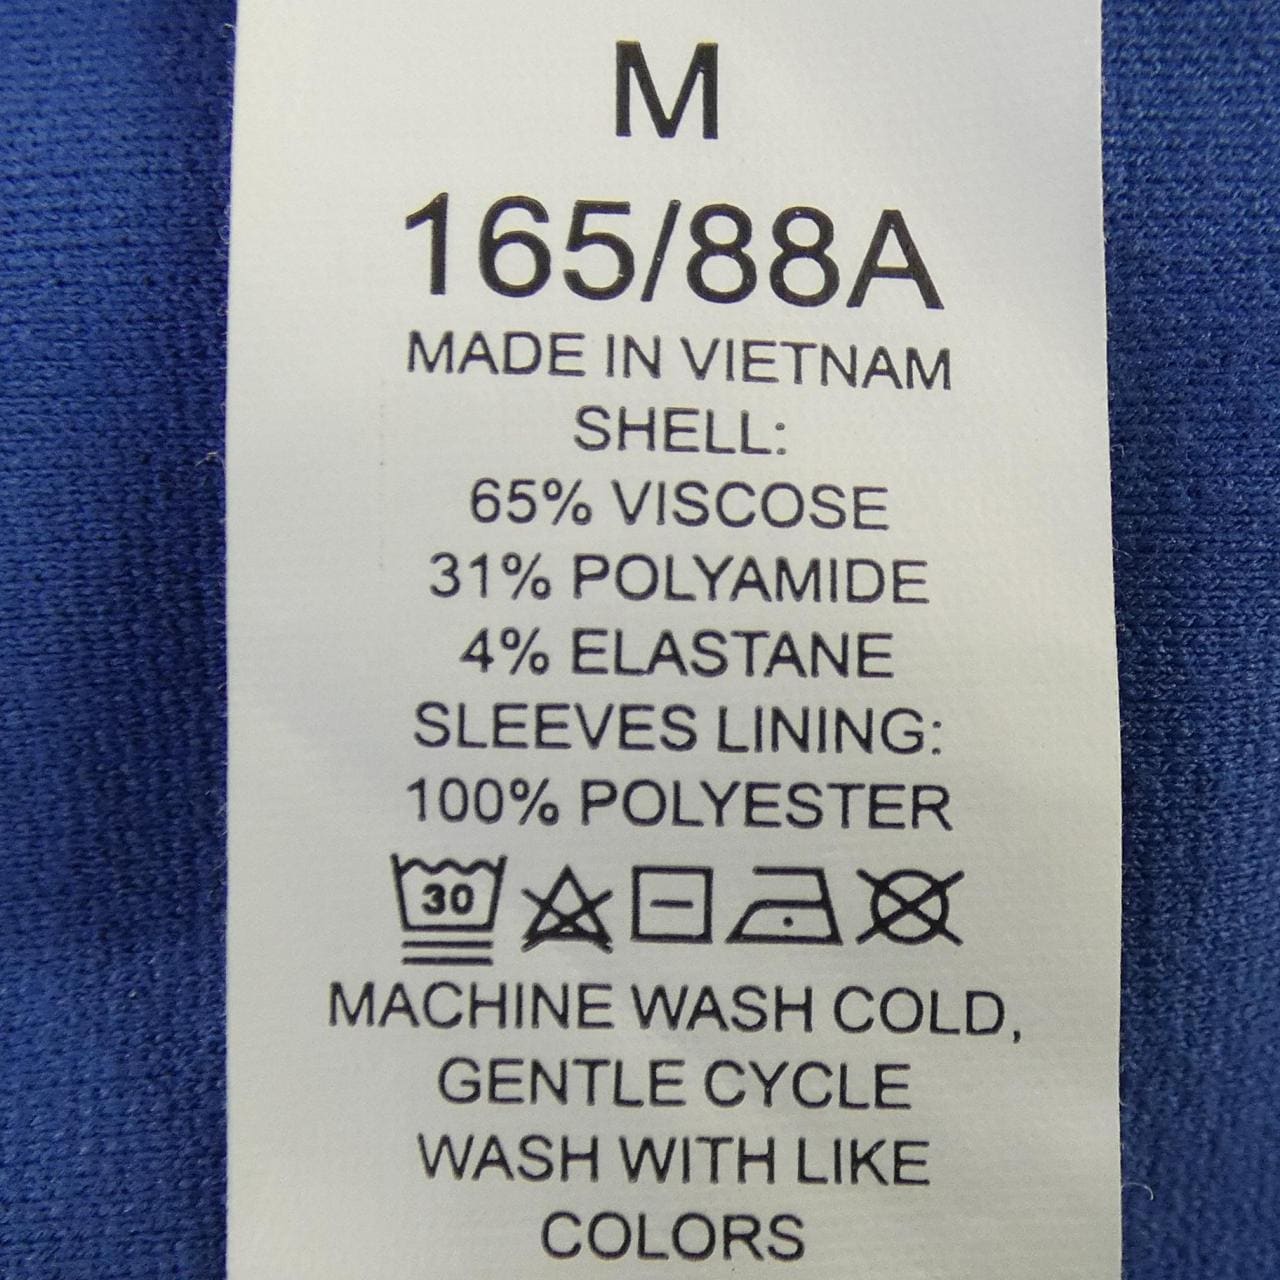 M
165/88A
MADE IN VIETNAM
SHELL:
65% VISCOSE
31% POLYAMIDE
4% ELASTANE
SLEEVES LINING:
100% POLYESTER
30
MACHINE WASH COLD,
GENTLE CYCLE
WASH WITH LIKE
COLORS